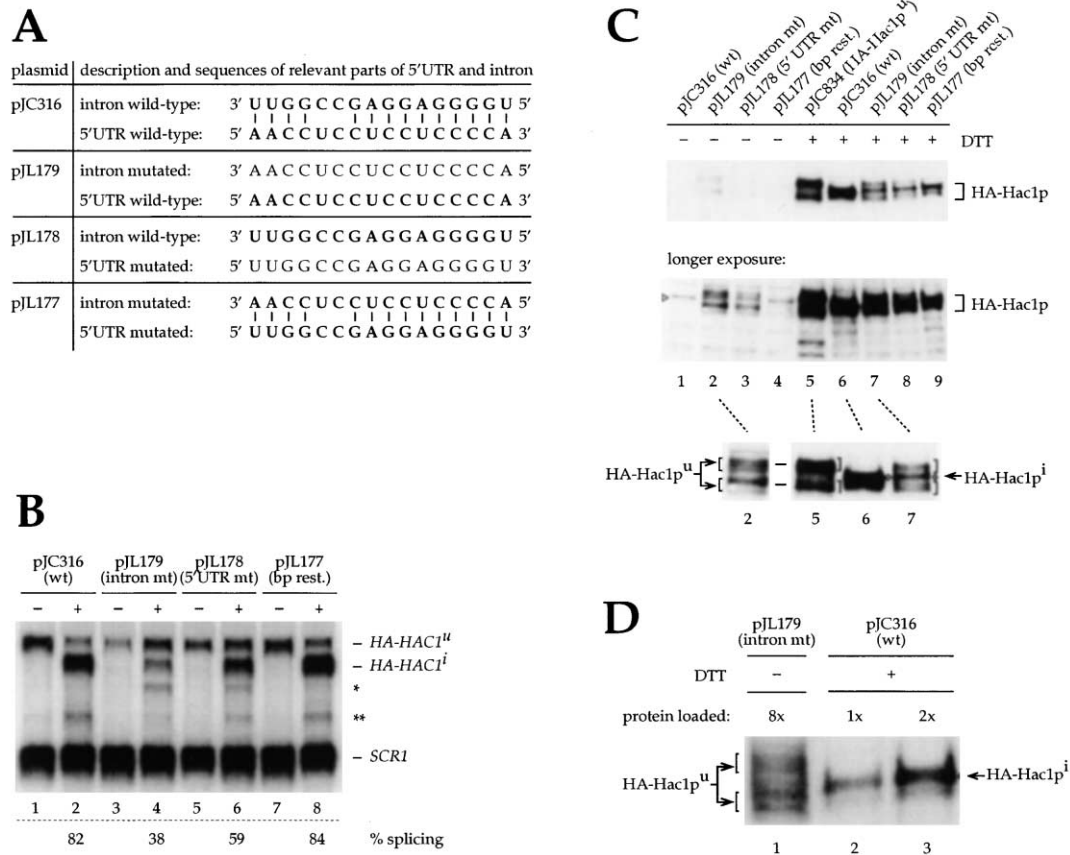 A
plasmid description and sequences of relevant parts of 5'UTR and intron
pJC316 intron wild-type: 3' U U G G C C G A G G A G G G G U 5'
5'UTR wild-type: 5' A A C C U C C U C C U C C C C A 3'
pJL179 intron mutated: 3' A A C C U C C U C C U C C C C A 5'
5'UTR wild-type: 5' A A C C U C C U C C U C C C C A 3'
pJL178 intron wild-type: 3' U U G G C C G A G G A G G G G U 5'
5'UTR mutated: 5' U U G G C C G A G G A G G G G U 3'
pJL177 intron mutated: 3' A A C C U C C U C C U C C C C A 5'
5'UTR mutated: 5' U U G G C C G A G G A G G G G U 3'
B
pJC316 (wt) pJL179 (intron mt) pJL178 (5'UTR mt) pJL177 (bp rest.)
− + − + − + − +
– HA-HAC1u
– HA-HAC1i
*
**
– SCR1
1 2 3 4 5 6 7 8
82 38 59 84 % splicing
C
pJC316 (wt)
pJL179 (intron mt)
pJL178 (5' UTR mt)
pJL177 (bp rest.)
pJC834 (HA-Hac1pu)
pJC316 (wt)
pJL179 (intron mt)
pJL178 (5' UTR mt)
pJL177 (bp rest.)
− − − − + + + + + DTT
HA-Hac1p
longer exposure:
HA-Hac1p
1 2 3 4 5 6 7 8 9
HA-Hac1pu HA-Hac1pi
2 5 6 7
D
pJL179 (intron mt) pJC316 (wt)
DTT − +
protein loaded: 8x 1x 2x
HA-Hac1pu HA-Hac1pi
1 2 3